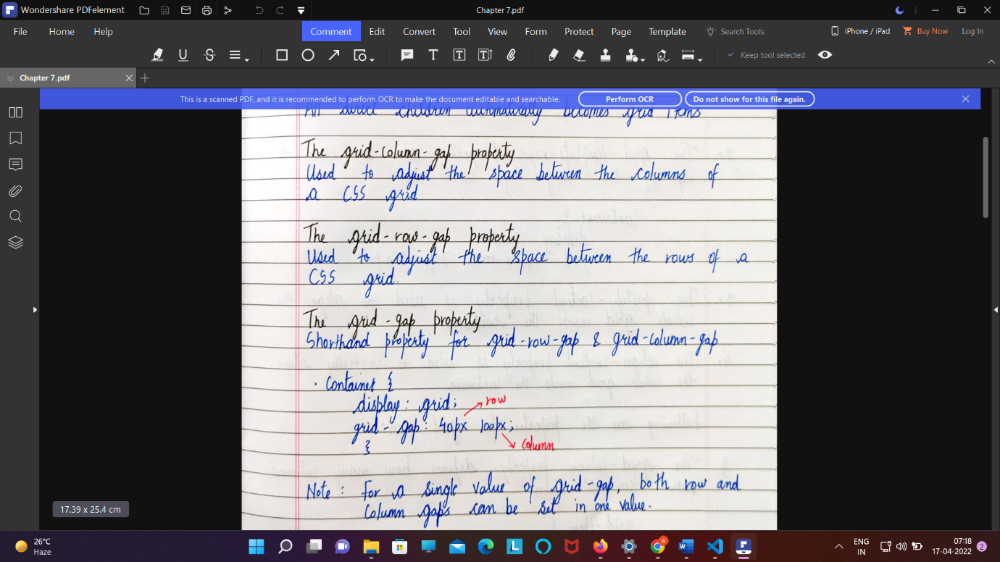 Wondershare PDFelement
Chapter 7.pdf
File Home Help
Comment Edit Convert Tool View Form Protect Page Template Search Tools
iPhone / iPad Buy Now Log In
Keep tool selected
Chapter 7.pdf
This is a scanned PDF, and it is recommended to perform OCR to make the document editable and searchable. Perform OCR Do not show for this file again.
All direct children automatically becomes grid items
The grid-column-gap property
Used to adjust the space between the columns of
a CSS grid
The grid-row-gap property
Used to adjust the space between the rows of a
CSS grid.
The grid-gap property
Shorthand property for grid-row-gap & grid-column-gap
. Container {
display: grid; row
grid-gap: 40px 100px;
} column
Note: For a single value of grid-gap, both row and
column gaps can be set in one value.
17.39 x 25.4 cm
26°C
Haze
ENG
IN
07:18
17-04-2022
2